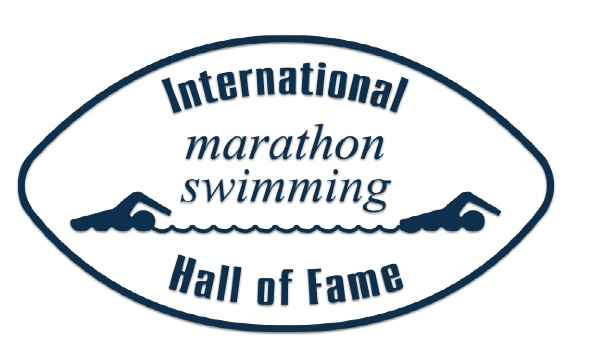 International
marathon
swimming
Hall of Fame